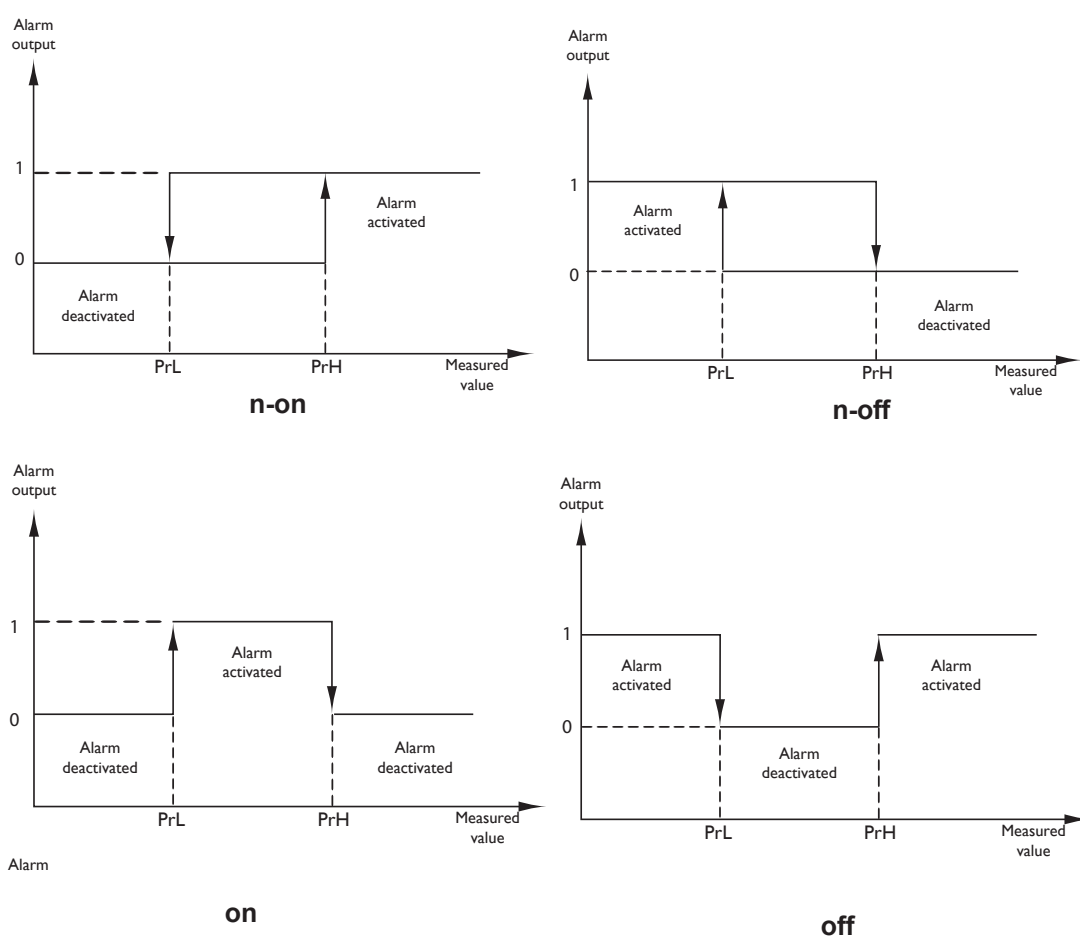 Alarm
output
1
0
Alarm
activated
Alarm
deactivated
PrL
PrH
Measured
value
n-on
Alarm
output
1
0
Alarm
activated
Alarm
deactivated
PrL
PrH
Measured
value
n-off
Alarm
output
1
0
Alarm
activated
Alarm
deactivated
Alarm
deactivated
PrL
PrH
Measured
value
Alarm
on
Alarm
output
1
0
Alarm
activated
Alarm
activated
Alarm
deactivated
PrL
PrH
Measured
value
off